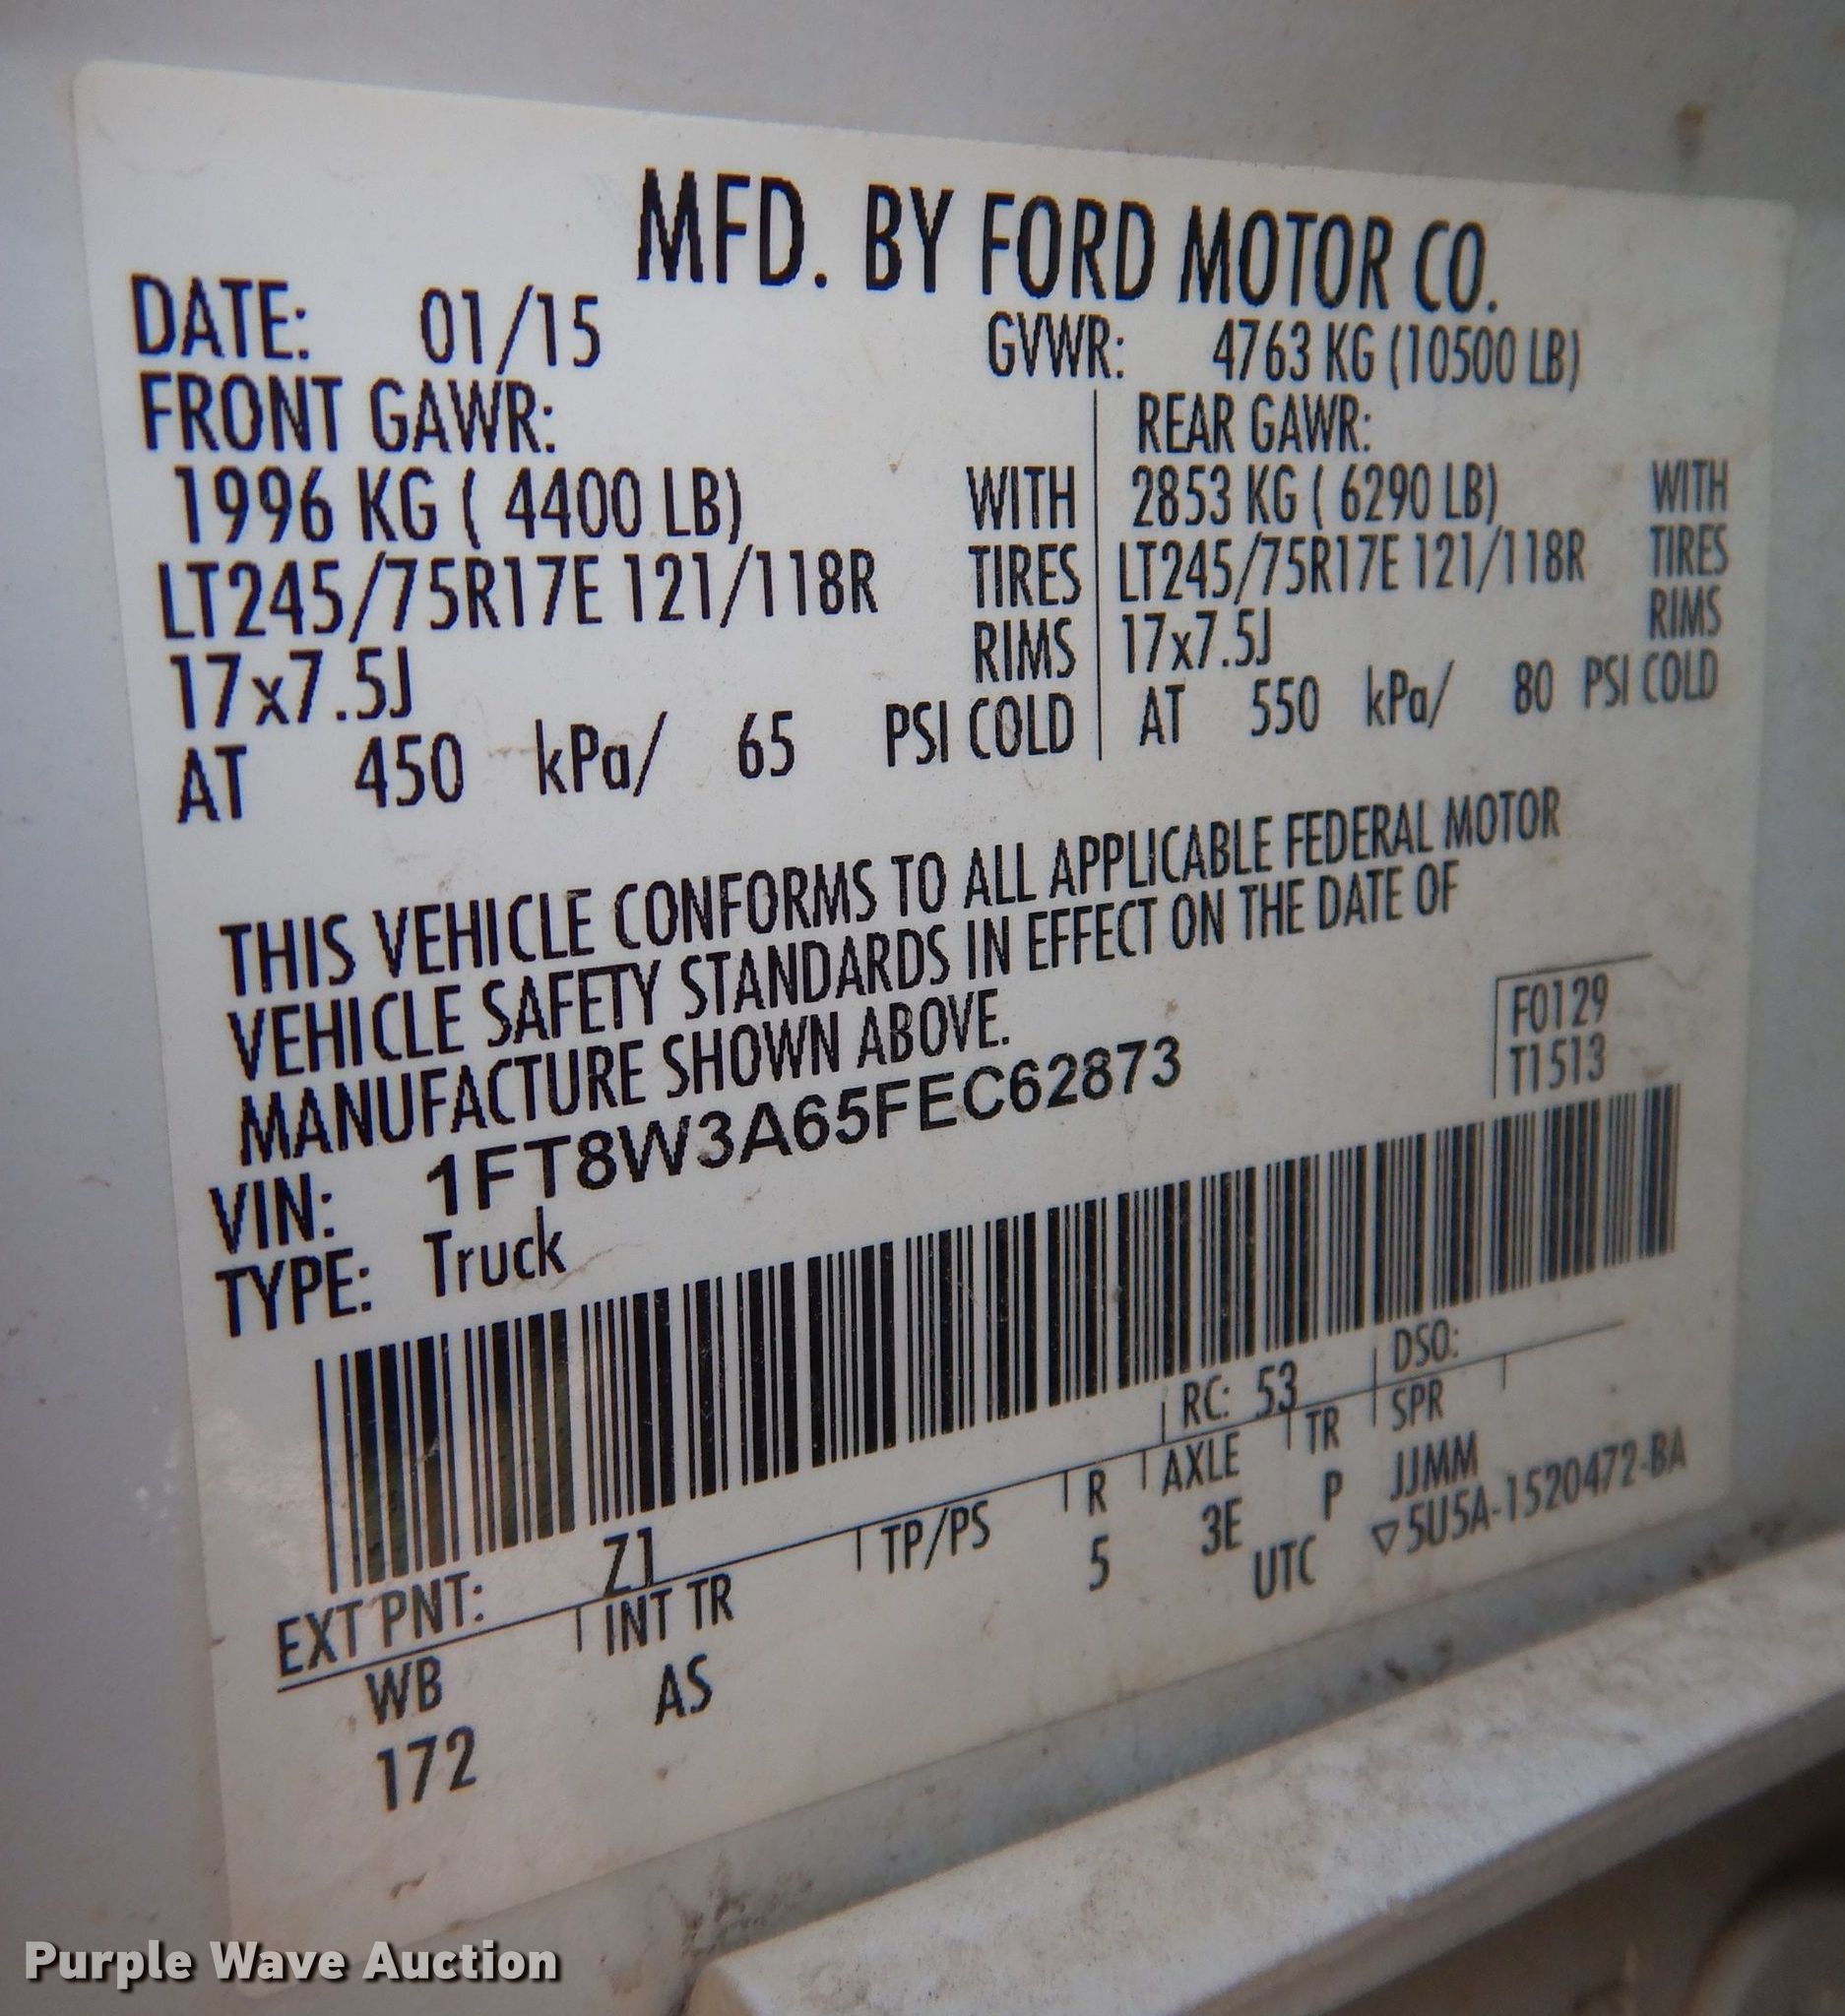 MFD. BY FORD MOTOR CO.
DATE: 01/15 GVWR: 4763 KG (10500 LB)
FRONT GAWR: REAR GAWR:
1996 KG ( 4400 LB) WITH 2853 KG ( 6290 LB) WITH
LT245/75R17E 121/118R TIRES LT245/75R17E 121/118R TIRES
17x7.5J RIMS 17x7.5J RIMS
AT 450 kPa/ 65 PSI COLD AT 550 kPa/ 80 PSI COLD
THIS VEHICLE CONFORMS TO ALL APPLICABLE FEDERAL MOTOR
VEHICLE SAFETY STANDARDS IN EFFECT ON THE DATE OF
MANUFACTURE SHOWN ABOVE.
VIN: 1FT8W3A65FEC62873
F0129
T1513
TYPE: Truck
EXT PNT: Z1 RC: 53 DSO:
WB INT TR TP/PS R AXLE TR SPR
172 AS 5 3E P JJMM
UTC ▽5U5A-1520472-BA
Purple Wave Auction